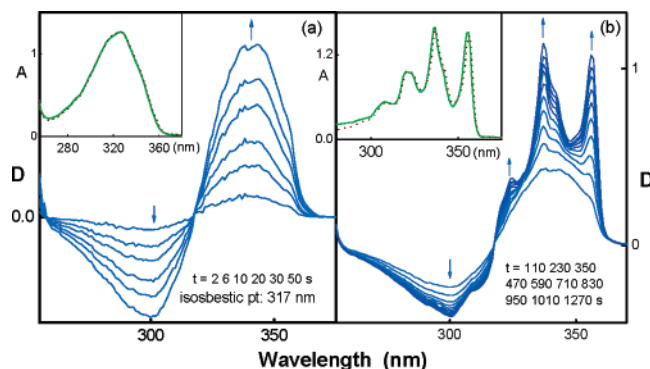 (a)
1
A
0
280 320 360 (nm)
D
0.0
t = 2 6 10 20 30 50 s
isosbestic pt: 317 nm
300 350
(b)
1.2
A
0.0
300 350 (nm)
1
D
0
t = 110 230 350
470 590 710 830
950 1010 1270 s
300 350
Wavelength (nm)